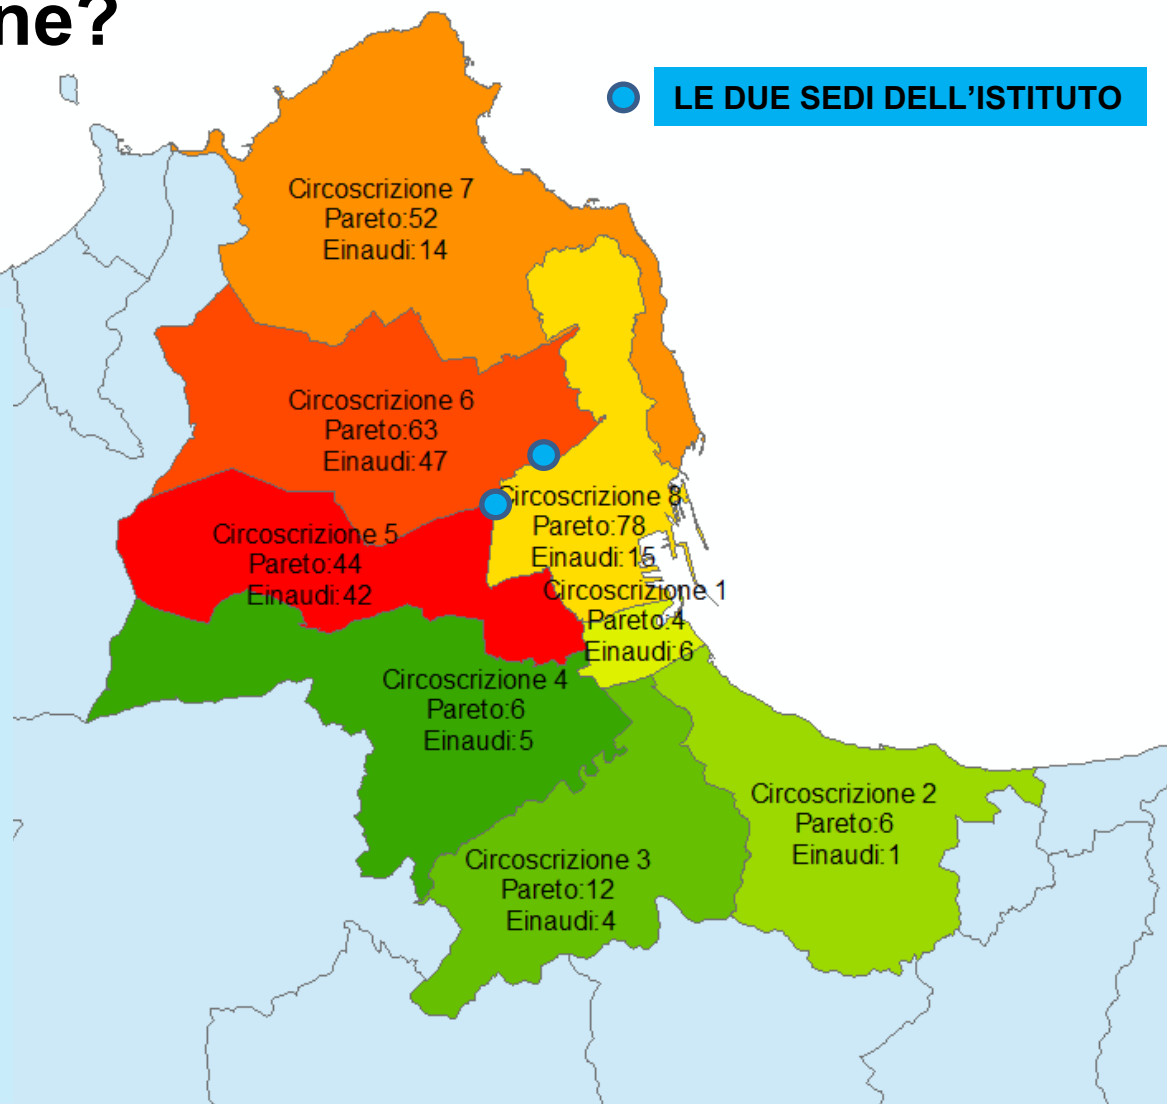 ne?
LE DUE SEDI DELL’ISTITUTO
Circoscrizione 7
Pareto:52
Einaudi:14
Circoscrizione 6
Pareto:63
Einaudi:47
Circoscrizione 8
Pareto:78
Einaudi:15
Circoscrizione 5
Pareto:44
Einaudi:42
Circoscrizione 1
Pareto:4
Einaudi:6
Circoscrizione 4
Pareto:6
Einaudi:5
Circoscrizione 2
Pareto:6
Einaudi:1
Circoscrizione 3
Pareto:12
Einaudi:4